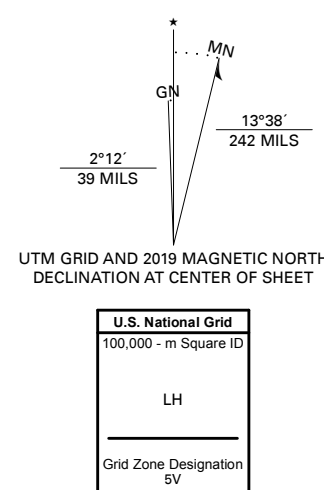 ★
MN
GN
13°38´
242 MILS
2°12´
39 MILS
UTM GRID AND 2019 MAGNETIC NORTH
DECLINATION AT CENTER OF SHEET
U.S. National Grid
100,000 - m Square ID
LH
Grid Zone Designation
5V